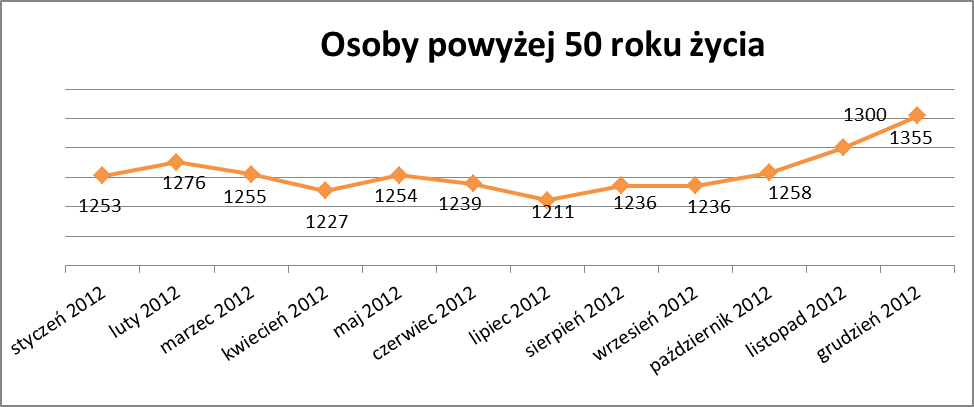 Osoby powyżej 50 roku życia
1253
1276
1255
1227
1254
1239
1211
1236
1236
1258
1300
1355
styczeń 2012
luty 2012
marzec 2012
kwiecień 2012
maj 2012
czerwiec 2012
lipiec 2012
sierpień 2012
wrzesień 2012
październik 2012
listopad 2012
grudzień 2012